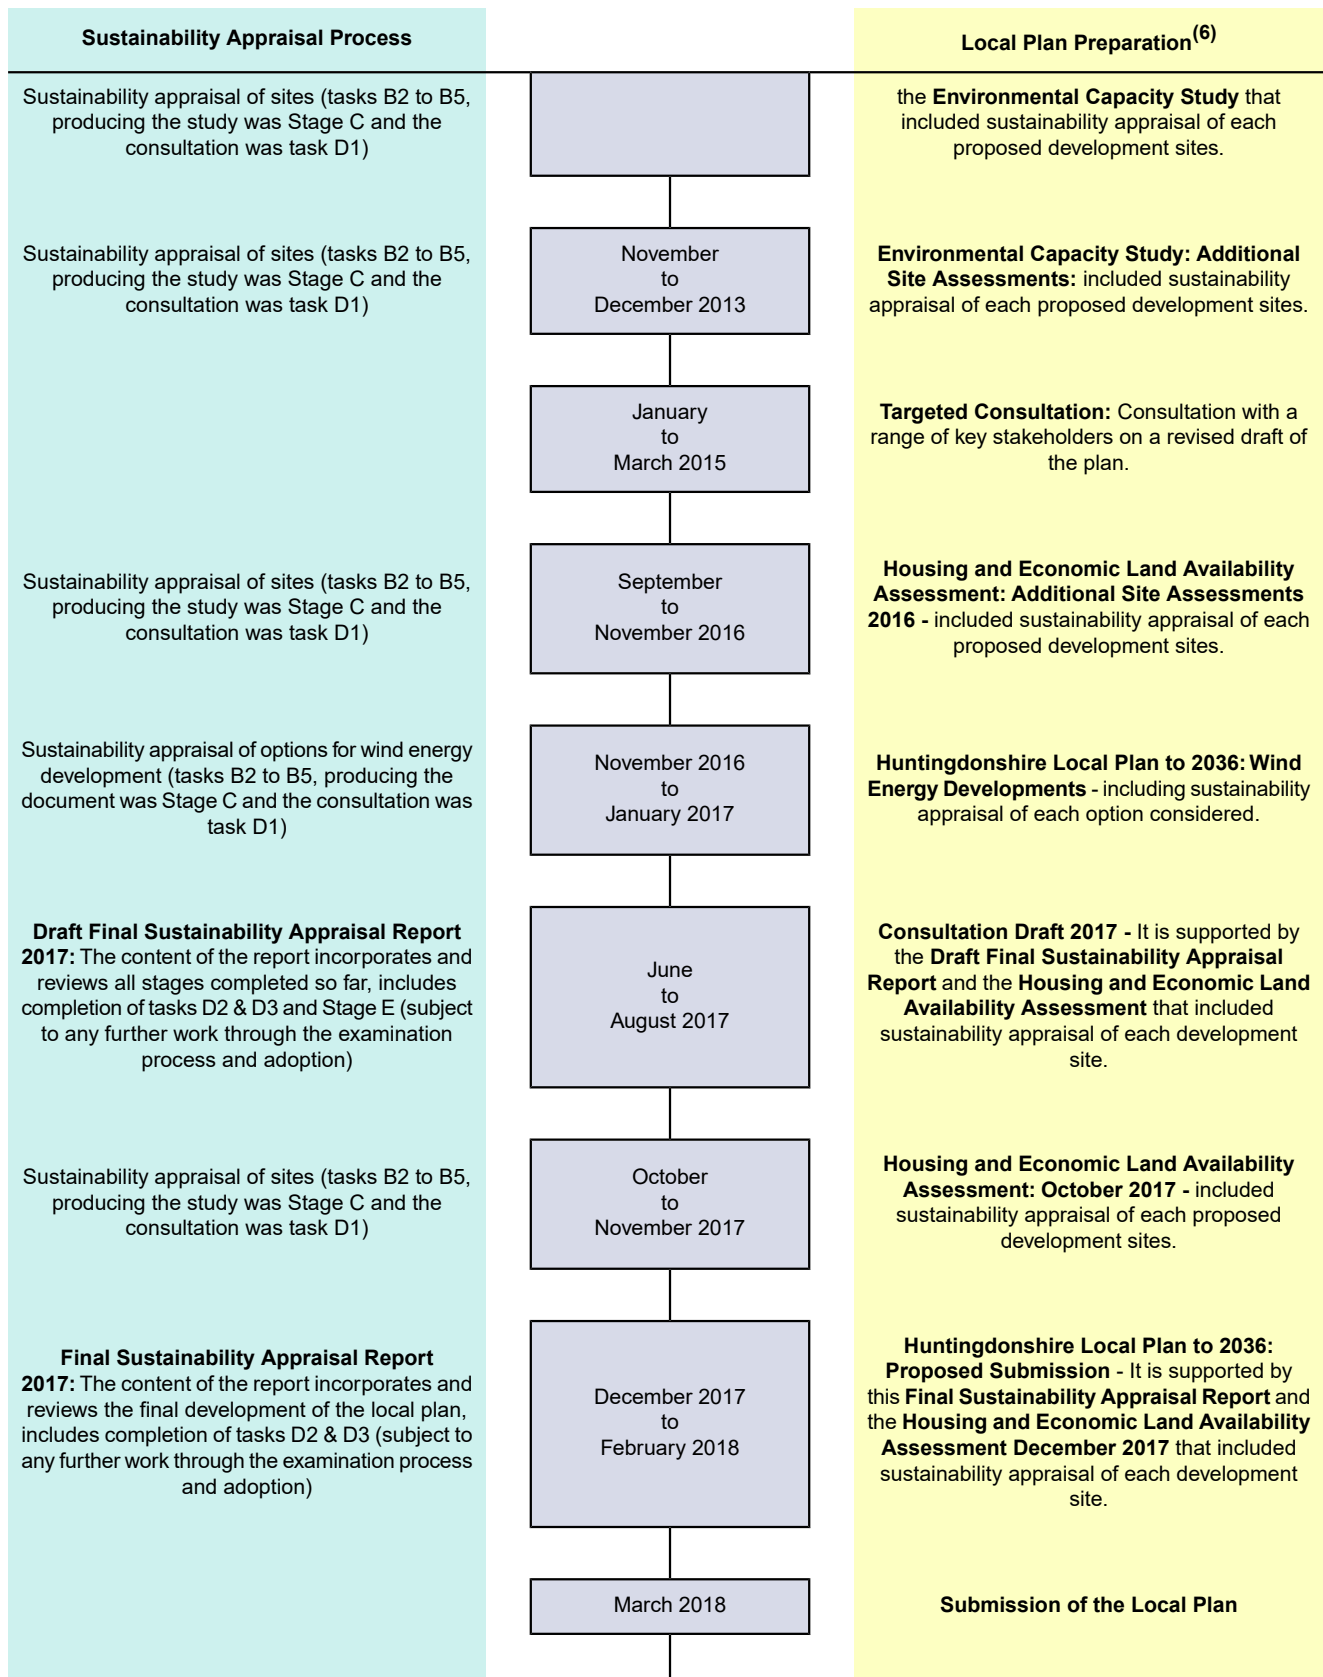 Sustainability Appraisal Process
Local Plan Preparation(6)
Sustainability appraisal of sites (tasks B2 to B5,
producing the study was Stage C and the
consultation was task D1)
the Environmental Capacity Study that
included sustainability appraisal of each
proposed development sites.
Sustainability appraisal of sites (tasks B2 to B5,
producing the study was Stage C and the
consultation was task D1)
November
to
December 2013
Environmental Capacity Study: Additional
Site Assessments: included sustainability
appraisal of each proposed development sites.
January
to
March 2015
Targeted Consultation: Consultation with a
range of key stakeholders on a revised draft of
the plan.
Sustainability appraisal of sites (tasks B2 to B5,
producing the study was Stage C and the
consultation was task D1)
September
to
November 2016
Housing and Economic Land Availability
Assessment: Additional Site Assessments
2016 - included sustainability appraisal of each
proposed development sites.
Sustainability appraisal of options for wind energy
development (tasks B2 to B5, producing the
document was Stage C and the consultation was
task D1)
November 2016
to
January 2017
Huntingdonshire Local Plan to 2036: Wind
Energy Developments - including sustainability
appraisal of each option considered.
Draft Final Sustainability Appraisal Report
2017: The content of the report incorporates and
reviews all stages completed so far, includes
completion of tasks D2 & D3 and Stage E (subject
to any further work through the examination
process and adoption)
June
to
August 2017
Consultation Draft 2017 - It is supported by
the Draft Final Sustainability Appraisal
Report and the Housing and Economic Land
Availability Assessment that included
sustainability appraisal of each development
site.
Sustainability appraisal of sites (tasks B2 to B5,
producing the study was Stage C and the
consultation was task D1)
October
to
November 2017
Housing and Economic Land Availability
Assessment: October 2017 - included
sustainability appraisal of each proposed
development sites.
Final Sustainability Appraisal Report
2017: The content of the report incorporates and
reviews the final development of the local plan,
includes completion of tasks D2 & D3 (subject to
any further work through the examination process
and adoption)
December 2017
to
February 2018
Huntingdonshire Local Plan to 2036:
Proposed Submission - It is supported by
this Final Sustainability Appraisal Report and
the Housing and Economic Land Availability
Assessment December 2017 that included
sustainability appraisal of each development
site.
March 2018
Submission of the Local Plan